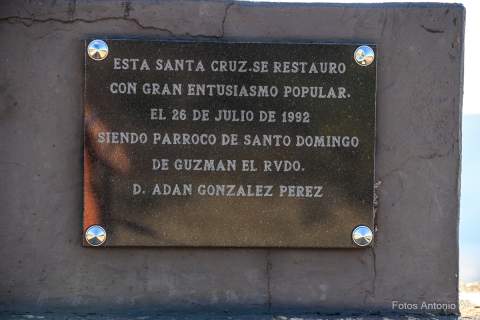 ESTA SANTA CRUZ.SE RESTAURO
CON GRAN ENTUSIASMO POPULAR.
EL 26 DE JULIO DE 1992
SIENDO PARROCO DE SANTO DOMINGO
DE GUZMAN EL RVDO.
D. ADAN GONZALEZ PEREZ
Fotos Antonio